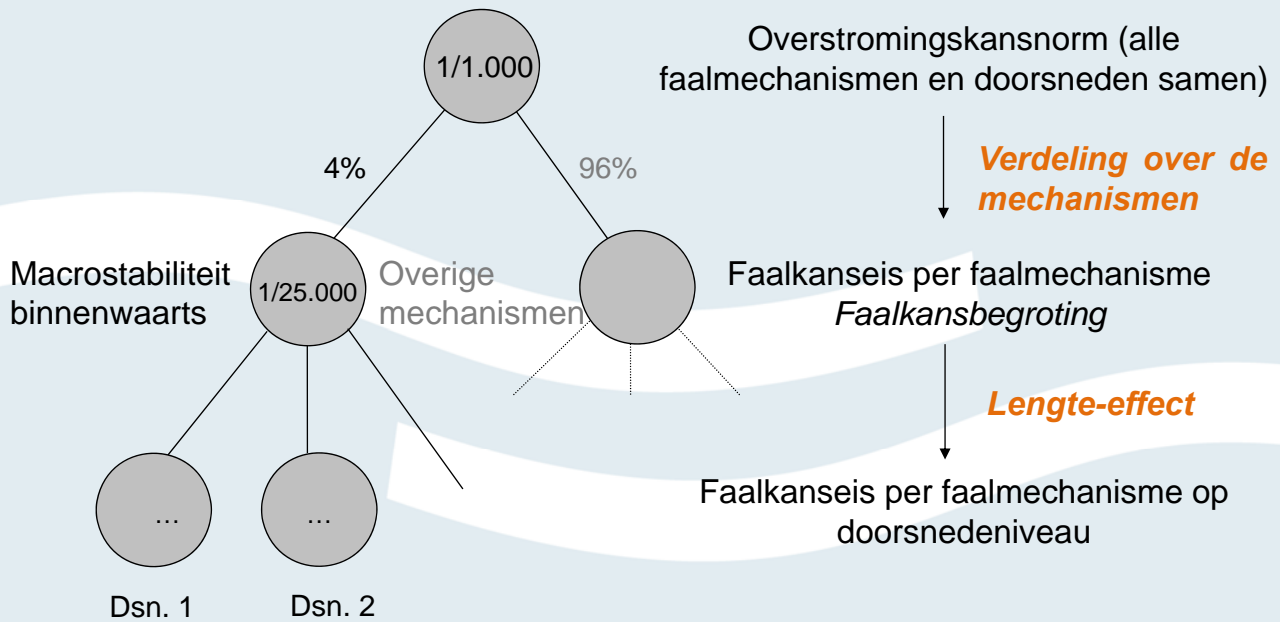 1/1.000
Overstromingskansnorm (alle
faalmechanismen en doorsneden samen)
4%
96%
Verdeling over de
mechanismen
Macrostabiliteit
binnenwaarts
1/25.000
Overige
mechanismen
Faalkanseis per faalmechanisme
Faalkansbegroting
Lengte-effect
...
...
Faalkanseis per faalmechanisme op
doorsnedeniveau
Dsn. 1
Dsn. 2